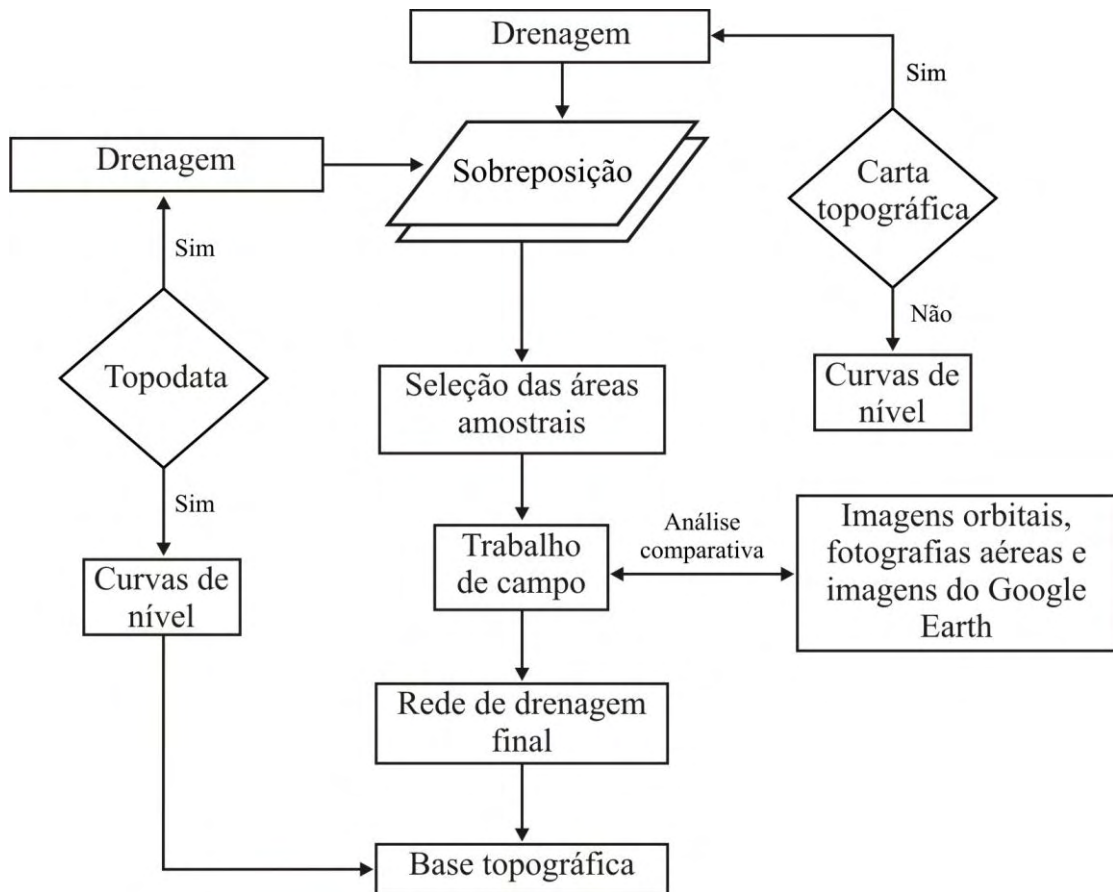 Drenagem
Sim
Drenagem
Sobreposição
Carta
topográfica
Sim
Não
Topodata
Seleção das áreas
amostrais
Curvas de
nível
Sim
Análise
comparativa
Imagens orbitais,
fotografias aéreas e
imagens do Google
Earth
Trabalho
de campo
Curvas de
nível
Rede de drenagem
final
Base topográfica